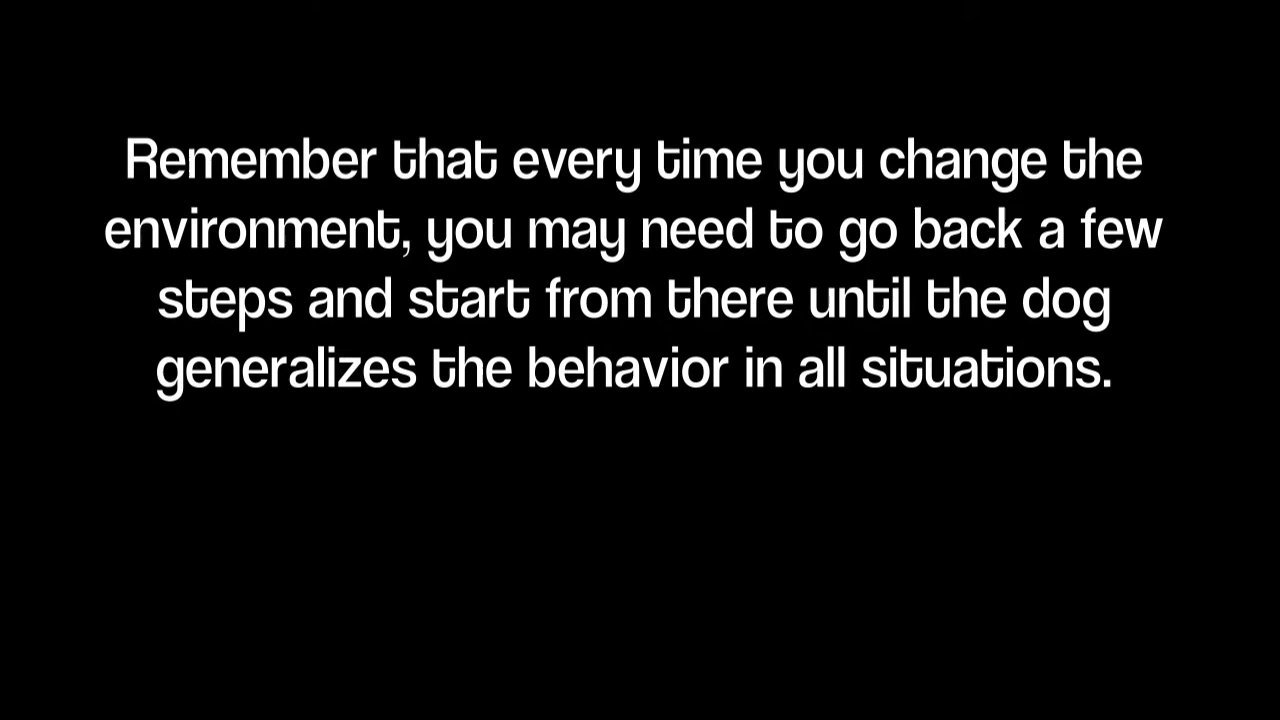 Remember that every time you change the
environment, you may need to go back a few
steps and start from there until the dog
generalizes the behavior in all situations.